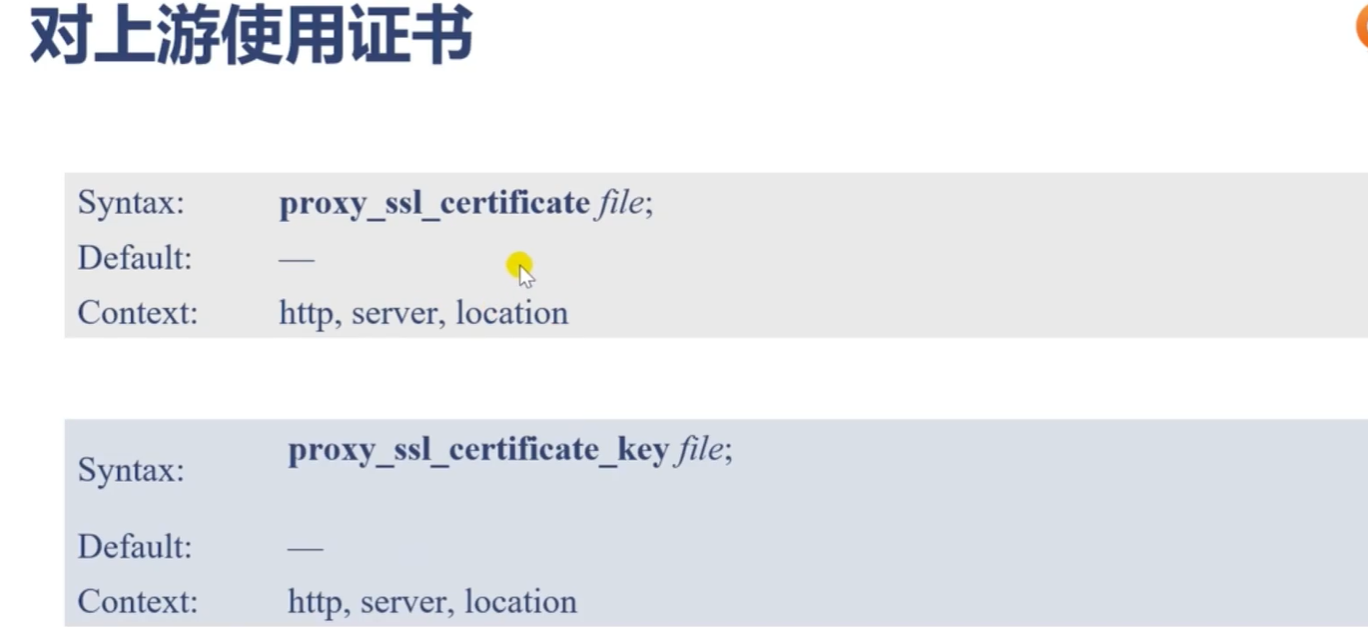 对上游使用证书
Syntax: proxy_ssl_certificate file;
Default: —
Context: http, server, location
Syntax: proxy_ssl_certificate_key file;
Default: —
Context: http, server, location